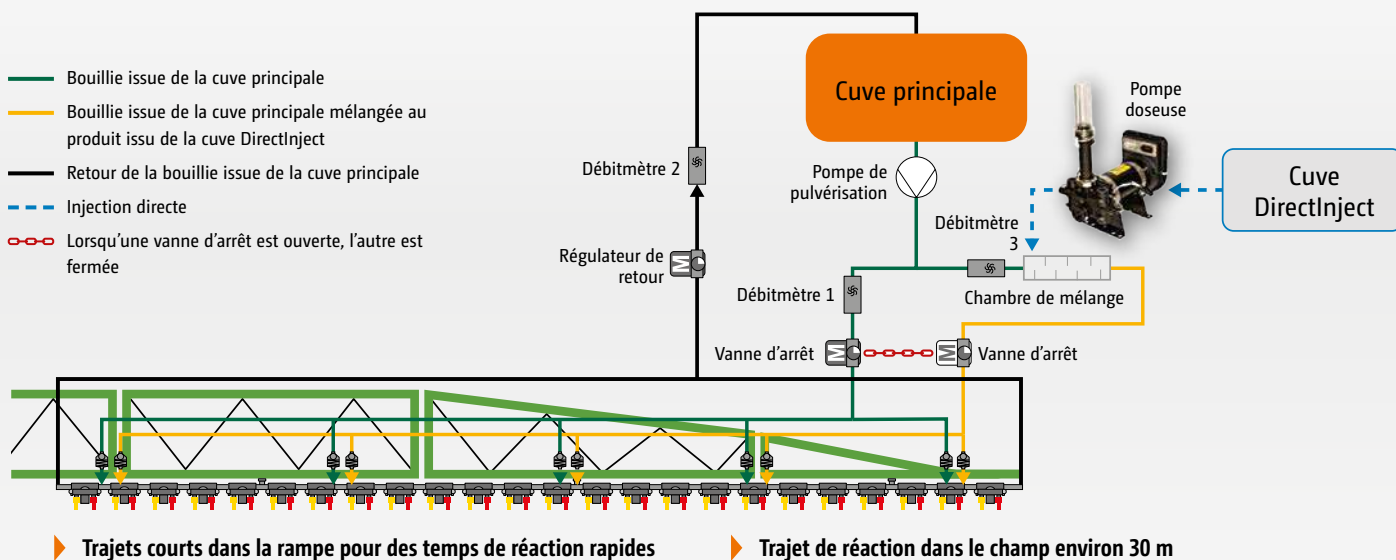 Bouillie issue de la cuve principale
Bouillie issue de la cuve principale mélangée au
produit issu de la cuve DirectInject
Retour de la bouillie issue de la cuve principale
Injection directe
Lorsqu'une vanne d'arrêt est ouverte, l'autre est
fermée
Cuve principale
Pompe
doseuse
Cuve
DirectInject
Débitmètre 2
Pompe de
pulvérisation
Débitmètre
3
Régulateur de
retour
M
Débitmètre 1
Chambre de mélange
Vanne d'arrêt
M
M
Vanne d'arrêt
Trajets courts dans la rampe pour des temps de réaction rapides
Trajet de réaction dans le champ environ 30 m